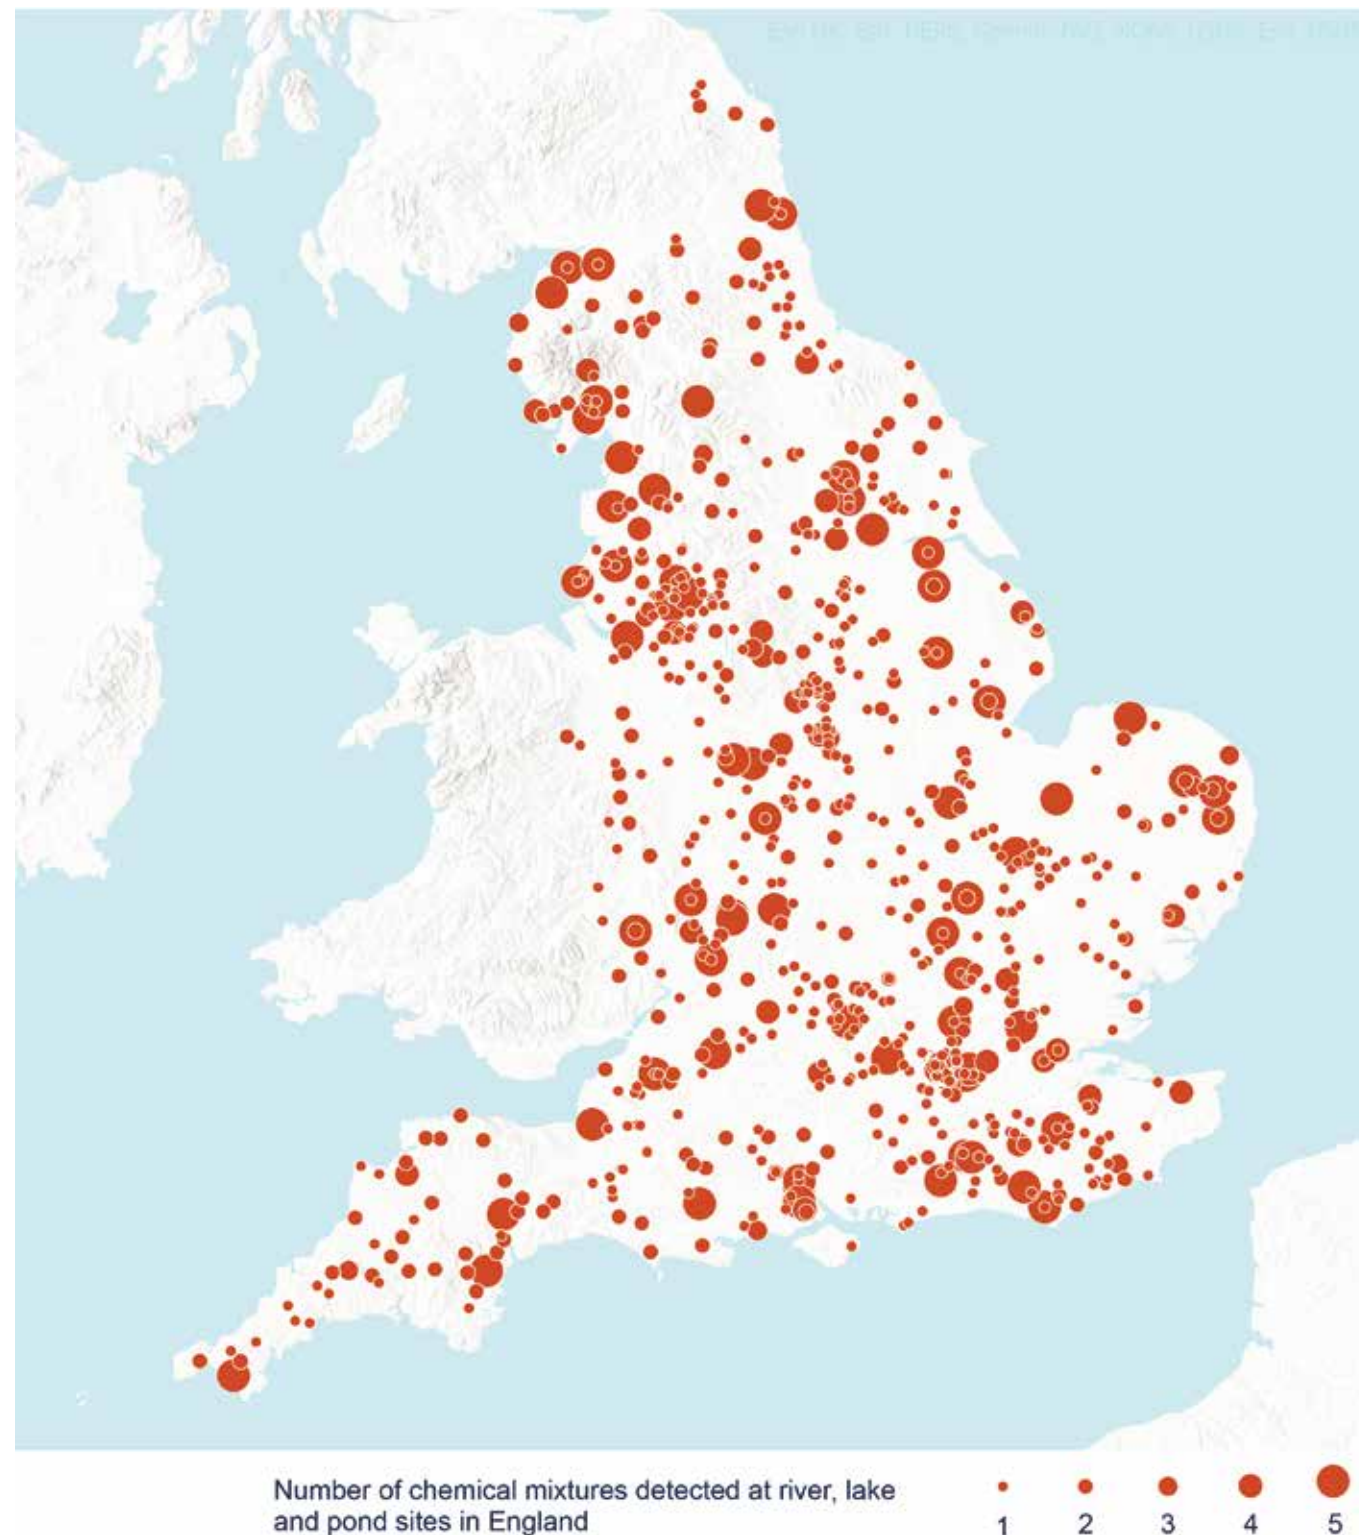 Number of chemical mixtures detected at river, lake
and pond sites in England
1 2 3 4 5